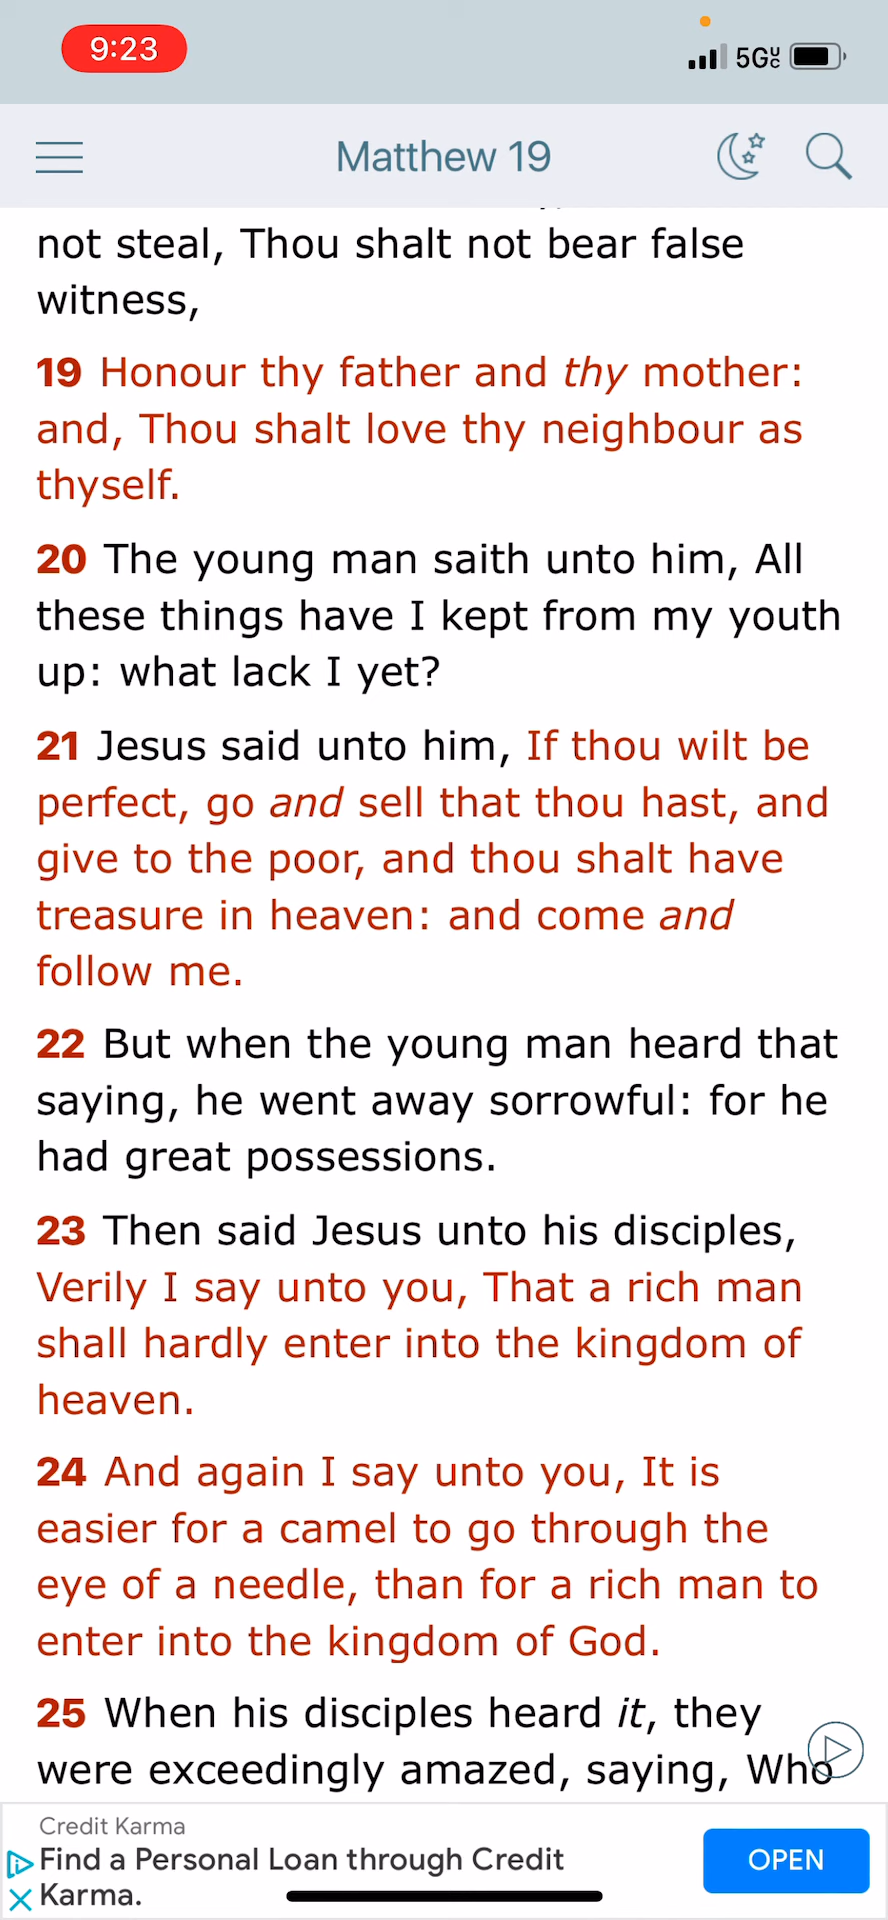 9:23
5G UC
Matthew 19
not steal, Thou shalt not bear false
witness,
19 Honour thy father and thy mother:
and, Thou shalt love thy neighbour as
thyself.
20 The young man saith unto him, All
these things have I kept from my youth
up: what lack I yet?
21 Jesus said unto him, If thou wilt be
perfect, go and sell that thou hast, and
give to the poor, and thou shalt have
treasure in heaven: and come and
follow me.
22 But when the young man heard that
saying, he went away sorrowful: for he
had great possessions.
23 Then said Jesus unto his disciples,
Verily I say unto you, That a rich man
shall hardly enter into the kingdom of
heaven.
24 And again I say unto you, It is
easier for a camel to go through the
eye of a needle, than for a rich man to
enter into the kingdom of God.
25 When his disciples heard it, they
were exceedingly amazed, saying, Who
Credit Karma
Find a Personal Loan through Credit
Karma.
OPEN